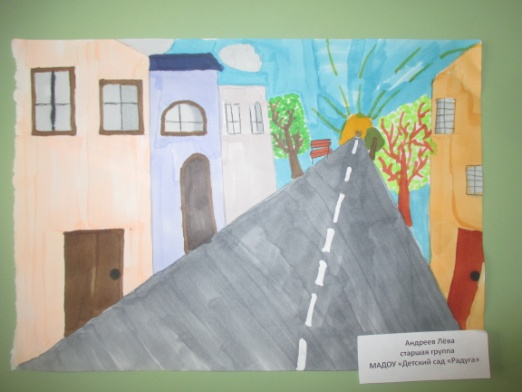 Андреев Лёва
старшая группа
МАДОУ «Детский сад «Радуга»